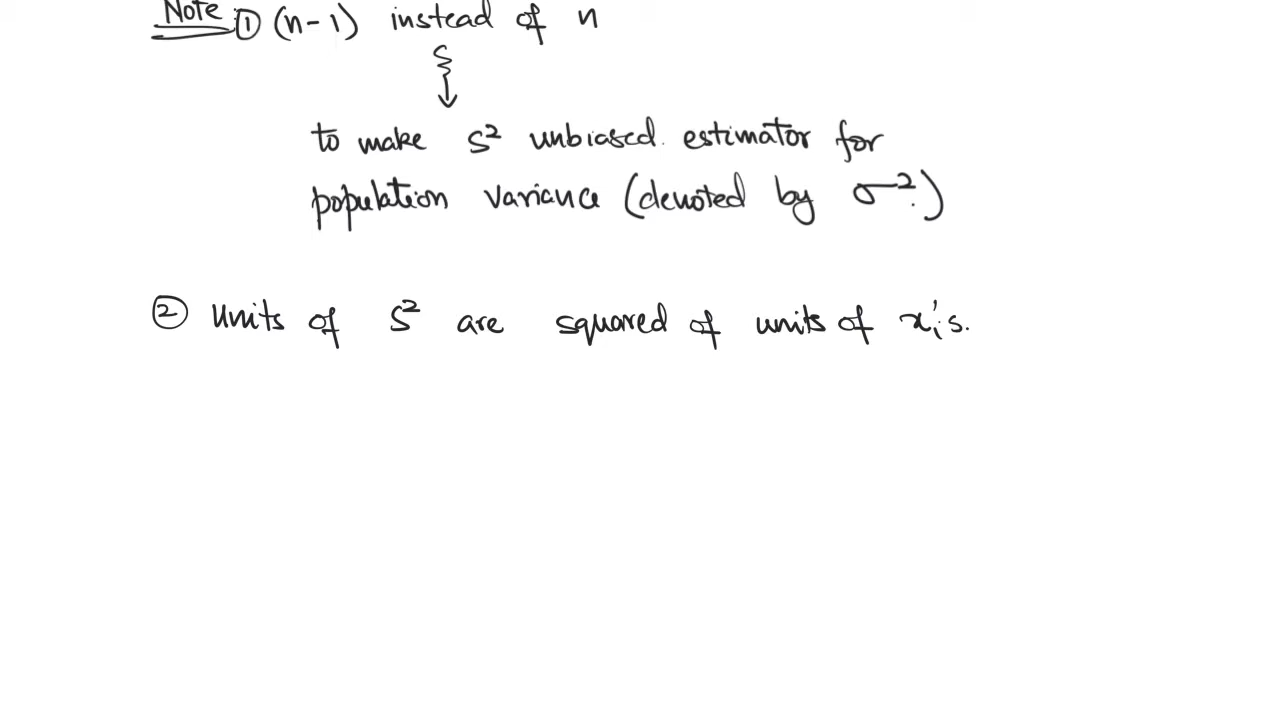 Note ① (n-1) instead of n
to make S² unbiased estimator for
population variance (denoted by σ².)
② units of S² are squared of units of xᵢ's.